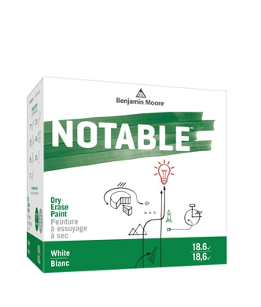 Benjamin Moore
NOTABLE
Dry
Erase
Paint
Peinture
à essuyage
à sec
White
Blanc
18.6
18,6